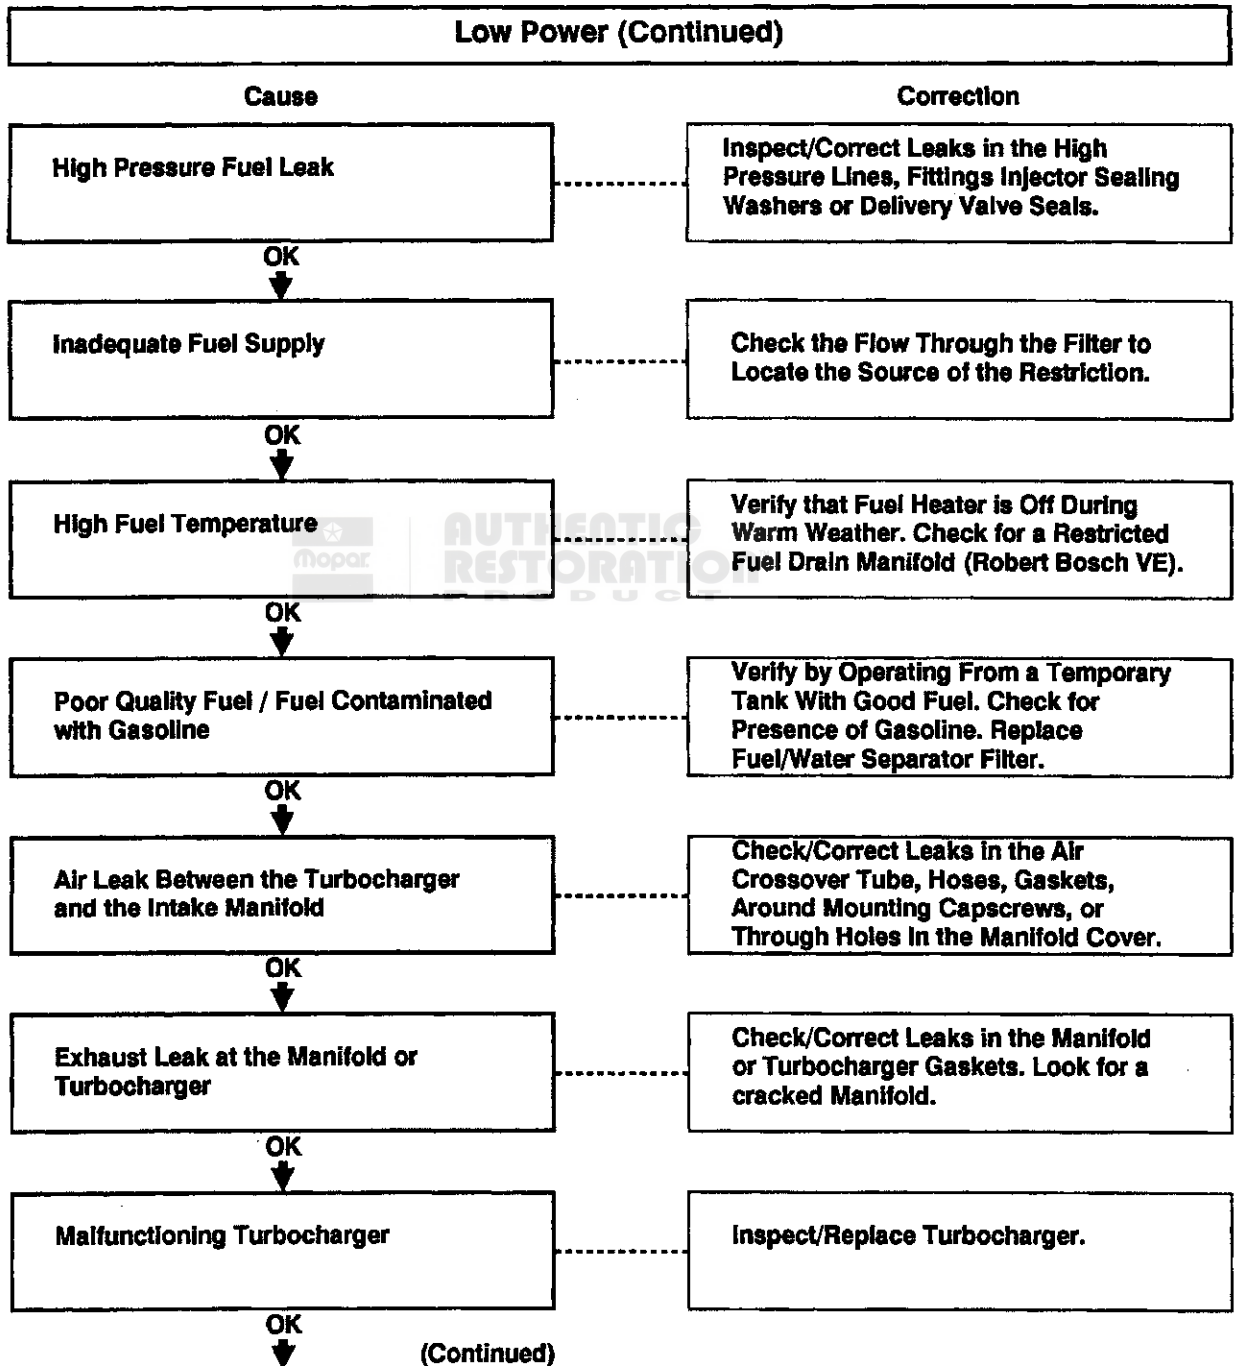 Low Power (Continued)
Cause
Correction
High Pressure Fuel Leak
Inspect/Correct Leaks in the High
Pressure Lines, Fittings Injector Sealing
Washers or Delivery Valve Seals.
OK
Inadequate Fuel Supply
Check the Flow Through the Filter to
Locate the Source of the Restriction.
OK
High Fuel Temperature
Verify that Fuel Heater is Off During
Warm Weather. Check for a Restricted
Fuel Drain Manifold (Robert Bosch VE).
Mopar
AUTHENTIC
RESTORATION
PRODUCT
OK
Poor Quality Fuel / Fuel Contaminated
with Gasoline
Verify by Operating From a Temporary
Tank With Good Fuel. Check for
Presence of Gasoline. Replace
Fuel/Water Separator Filter.
OK
Air Leak Between the Turbocharger
and the Intake Manifold
Check/Correct Leaks in the Air
Crossover Tube, Hoses, Gaskets,
Around Mounting Capscrews, or
Through Holes In the Manifold Cover.
OK
Exhaust Leak at the Manifold or
Turbocharger
Check/Correct Leaks in the Manifold
or Turbocharger Gaskets. Look for a
cracked Manifold.
OK
Malfunctioning Turbocharger
Inspect/Replace Turbocharger.
OK
(Continued)